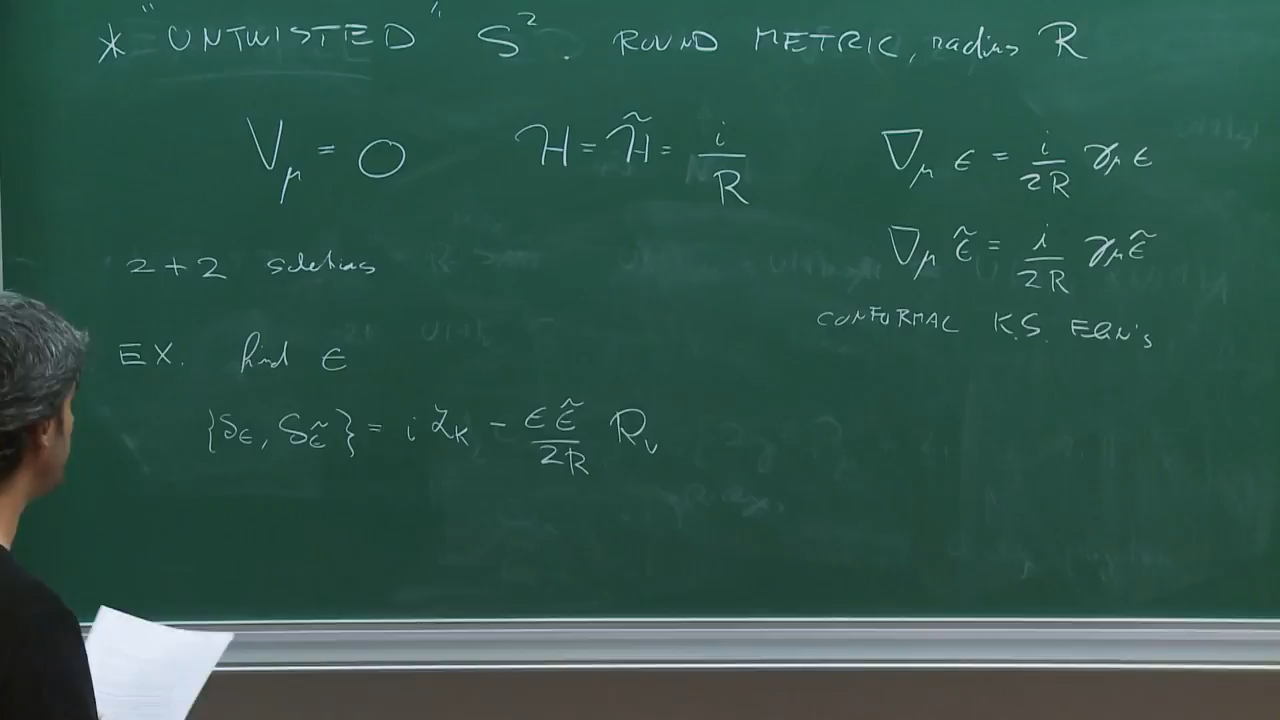 * "UNTWISTED" S². ROUND METRIC, radius R
V_μ = 0   ℋ = ℋ̃ = i/R   ∇_μ ϵ = i/2R γ_μ ϵ
∇_μ ϵ̃ = i/2R γ_μ ϵ̃
2+2 solutions
CONFORMAL K.S. EQN'S
EX. find ϵ
{δ_ϵ, δ_ϵ̃} = i ℒ_K - ϵϵ̃/2R R_V